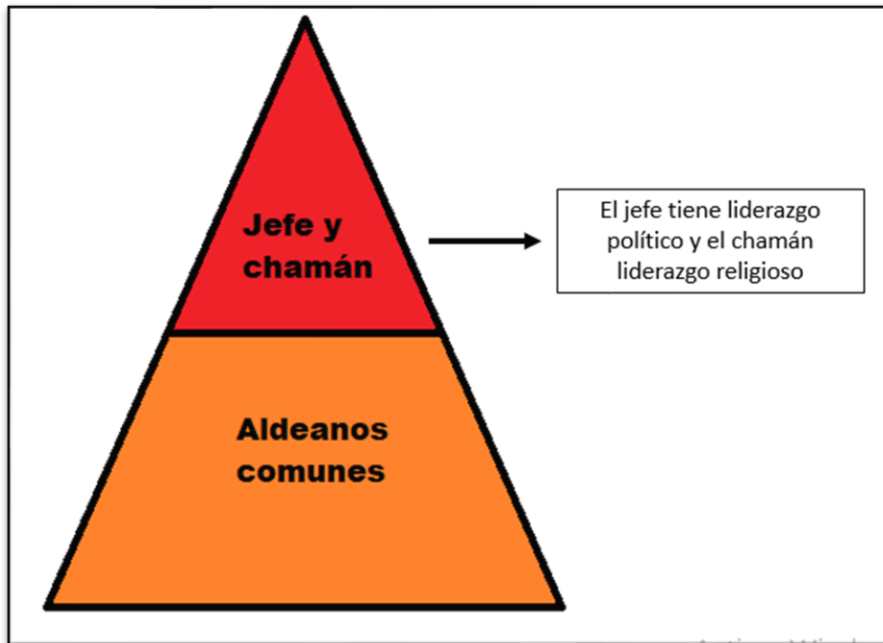 Jefe y
chamán
El jefe tiene liderazgo
político y el chamán
liderazgo religioso
Aldeanos
comunes